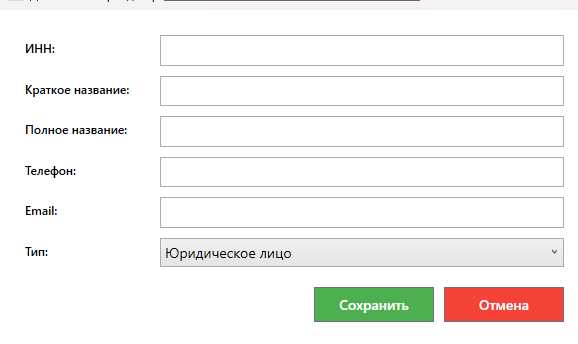 ИНН:
Краткое название:
Полное название:
Телефон:
Email:
Тип: Юридическое лицо
Сохранить Отмена